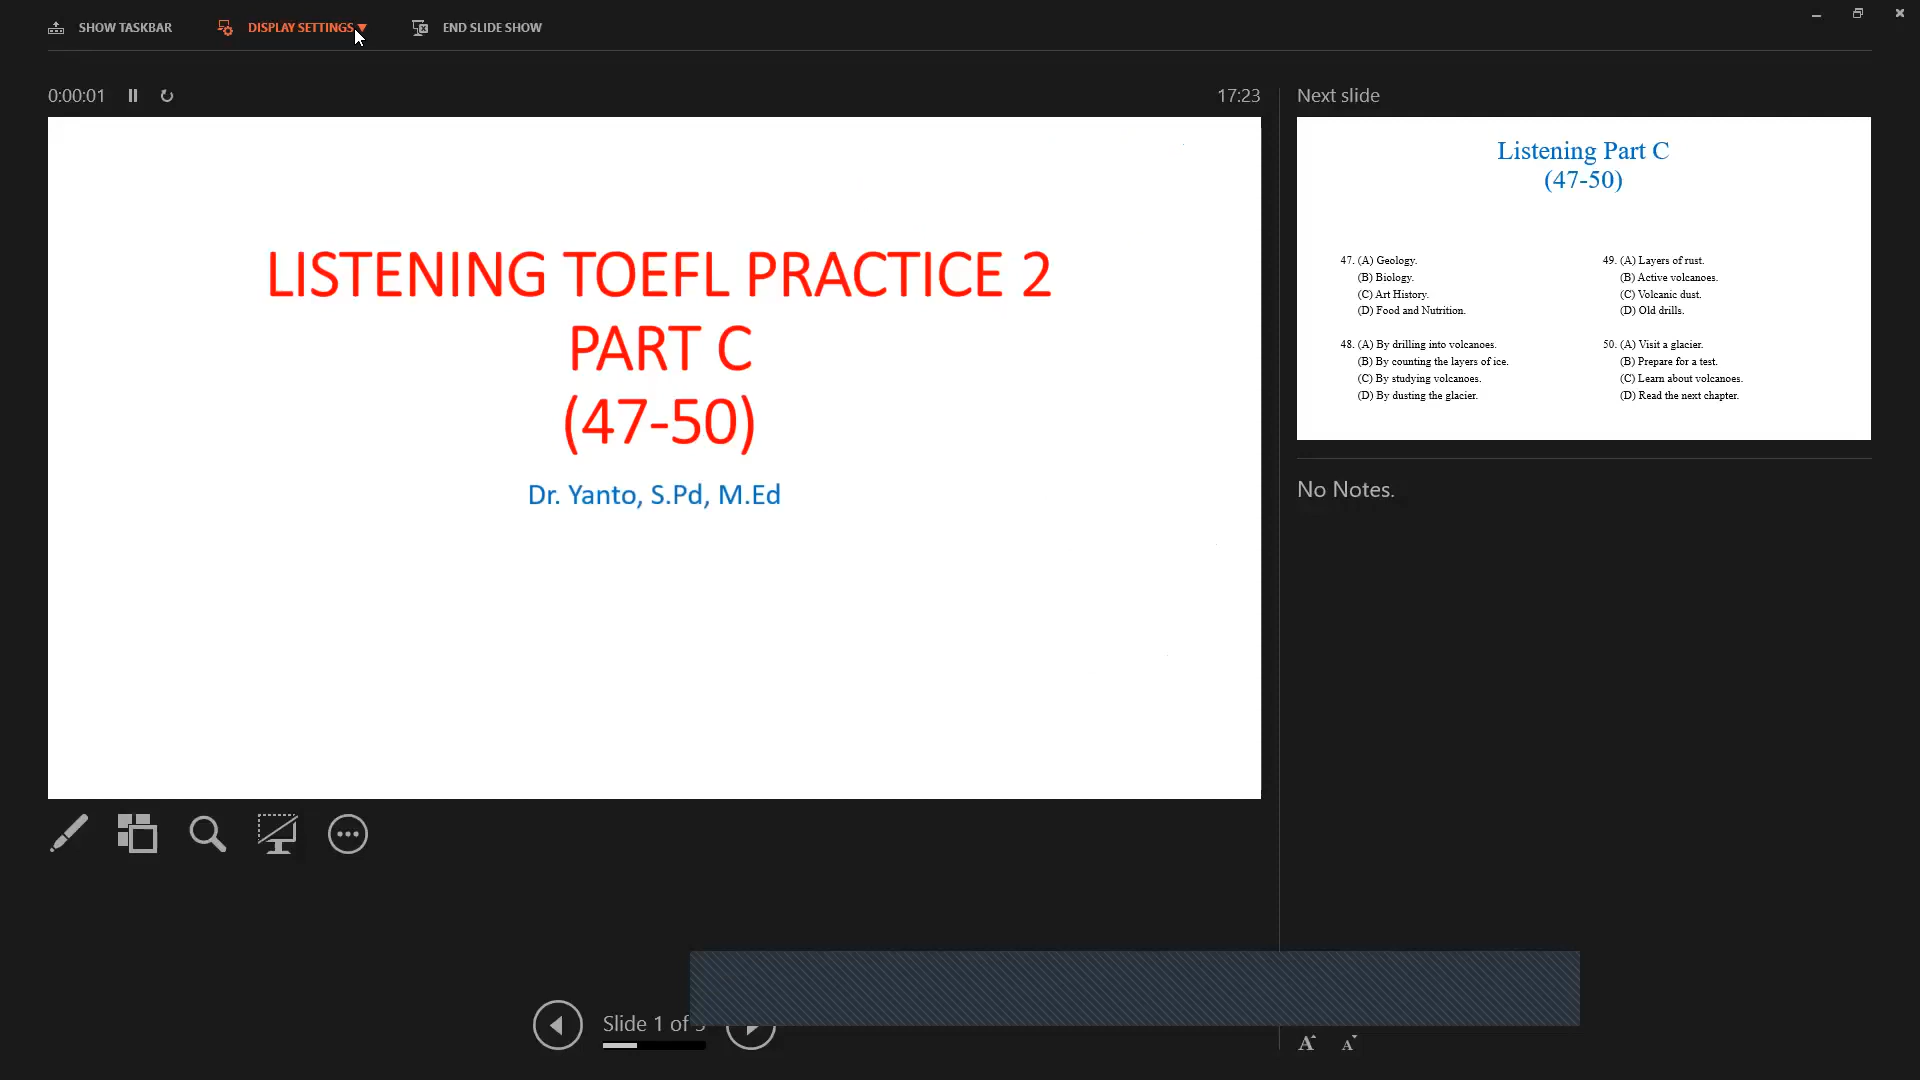 SHOW TASKBAR
DISPLAY SETTINGS
END SLIDE SHOW
0:00:01
17:23
LISTENING TOEFL PRACTICE 2
PART C
(47-50)
Dr. Yanto, S.Pd, M.Ed
Next slide
Listening Part C
(47-50)
47. (A) Geology.
(B) Biology.
(C) Art History.
(D) Food and Nutrition.
48. (A) By drilling into volcanoes.
(B) By counting the layers of ice.
(C) By studying volcanoes.
(D) By dusting the glacier.
49. (A) Layers of rust.
(B) Active volcanoes.
(C) Volcanic dust.
(D) Old drills.
50. (A) Visit a glacier.
(B) Prepare for a test.
(C) Learn about volcanoes.
(D) Read the next chapter.
No Notes.
Slide 1 of
A A